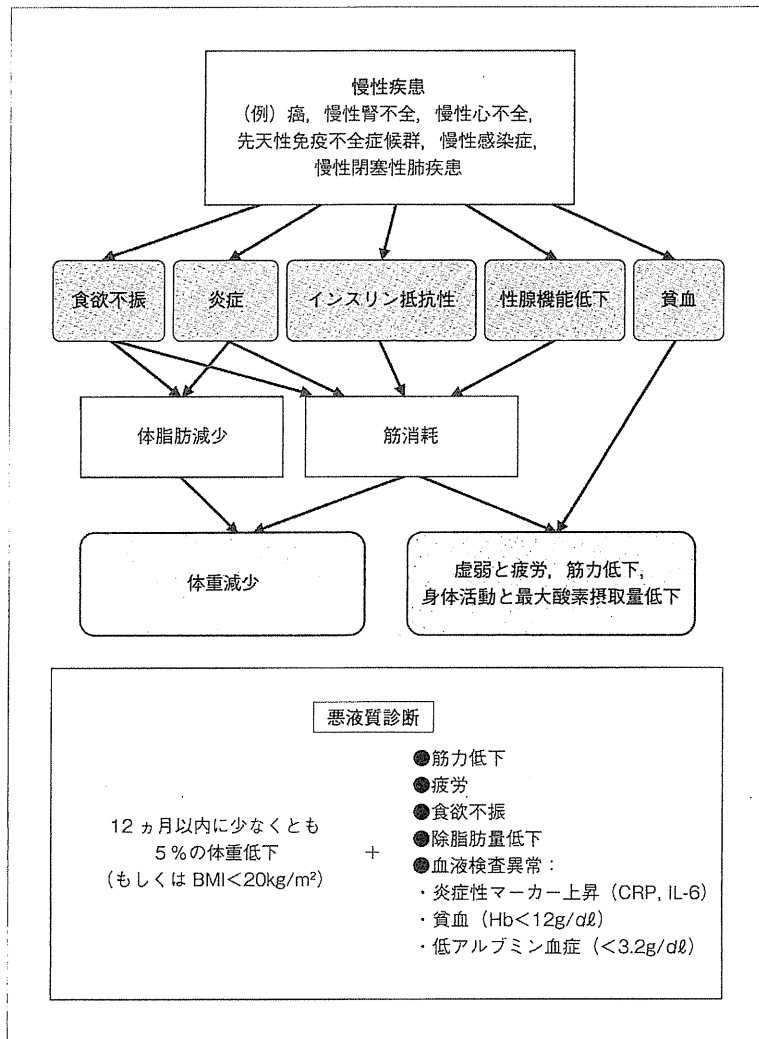 慢性疾患
（例）癌，慢性腎不全，慢性心不全，
先天性免疫不全症候群，慢性感染症，
慢性閉塞性肺疾患
食欲不振
炎症
インスリン抵抗性
性腺機能低下
貧血
体脂肪減少
筋消耗
体重減少
虚弱と疲労，筋力低下，
身体活動と最大酸素摂取量低下
悪液質診断
12ヵ月以内に少なくとも
5％の体重低下
（もしくはBMI<20kg/m²）
+
●筋力低下
●疲労
●食欲不振
●除脂肪量低下
●血液検査異常：
・炎症性マーカー上昇（CRP, IL-6）
・貧血（Hb<12g/dℓ）
・低アルブミン血症（<3.2g/dℓ）